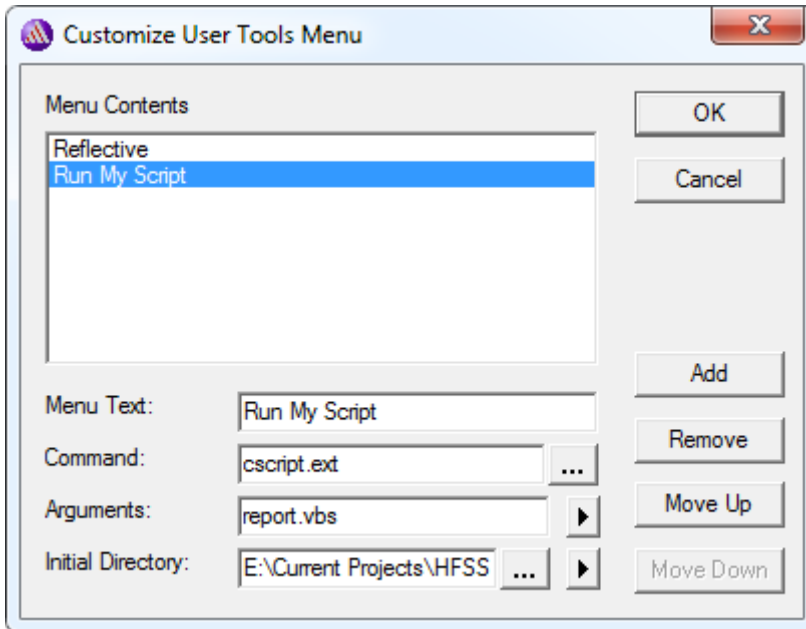 Customize User Tools Menu
Menu Contents
OK
Reflective
Run My Script
Cancel
Add
Menu Text:
Run My Script
Remove
Command:
cscript.ext
...
Arguments:
report.vbs
Move Up
Initial Directory:
E:\Current Projects\HFSS
...
Move Down